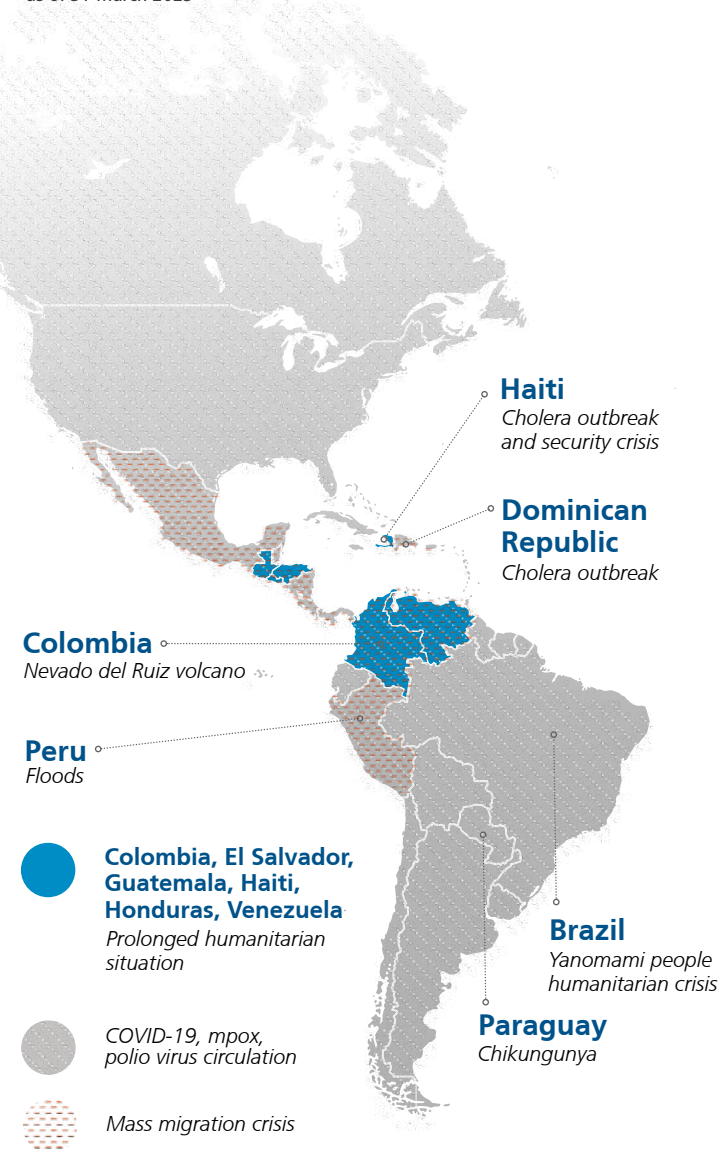 Haiti
Cholera outbreak
and security crisis
Dominican
Republic
Cholera outbreak
Colombia
Nevado del Ruiz volcano
Peru
Floods
Colombia, El Salvador,
Guatemala, Haiti,
Honduras, Venezuela
Prolonged humanitarian
situation
Brazil
Yanomami people
humanitarian crisis
Paraguay
Chikungunya
COVID-19, mpox,
polio virus circulation
Mass migration crisis